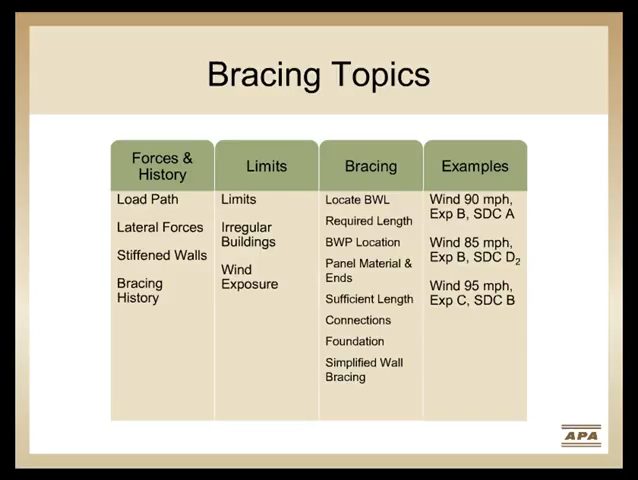 Bracing Topics
Forces &
History
Limits
Bracing
Examples
Load Path
Lateral Forces
Stiffened Walls
Bracing
History
Limits
Irregular
Buildings
Wind
Exposure
Locate BWL
Required Length
BWP Location
Panel Material &
Ends
Sufficient Length
Connections
Foundation
Simplified Wall
Bracing
Wind 90 mph,
Exp B, SDC A
Wind 85 mph,
Exp B, SDC D2
Wind 95 mph,
Exp C, SDC B
APA